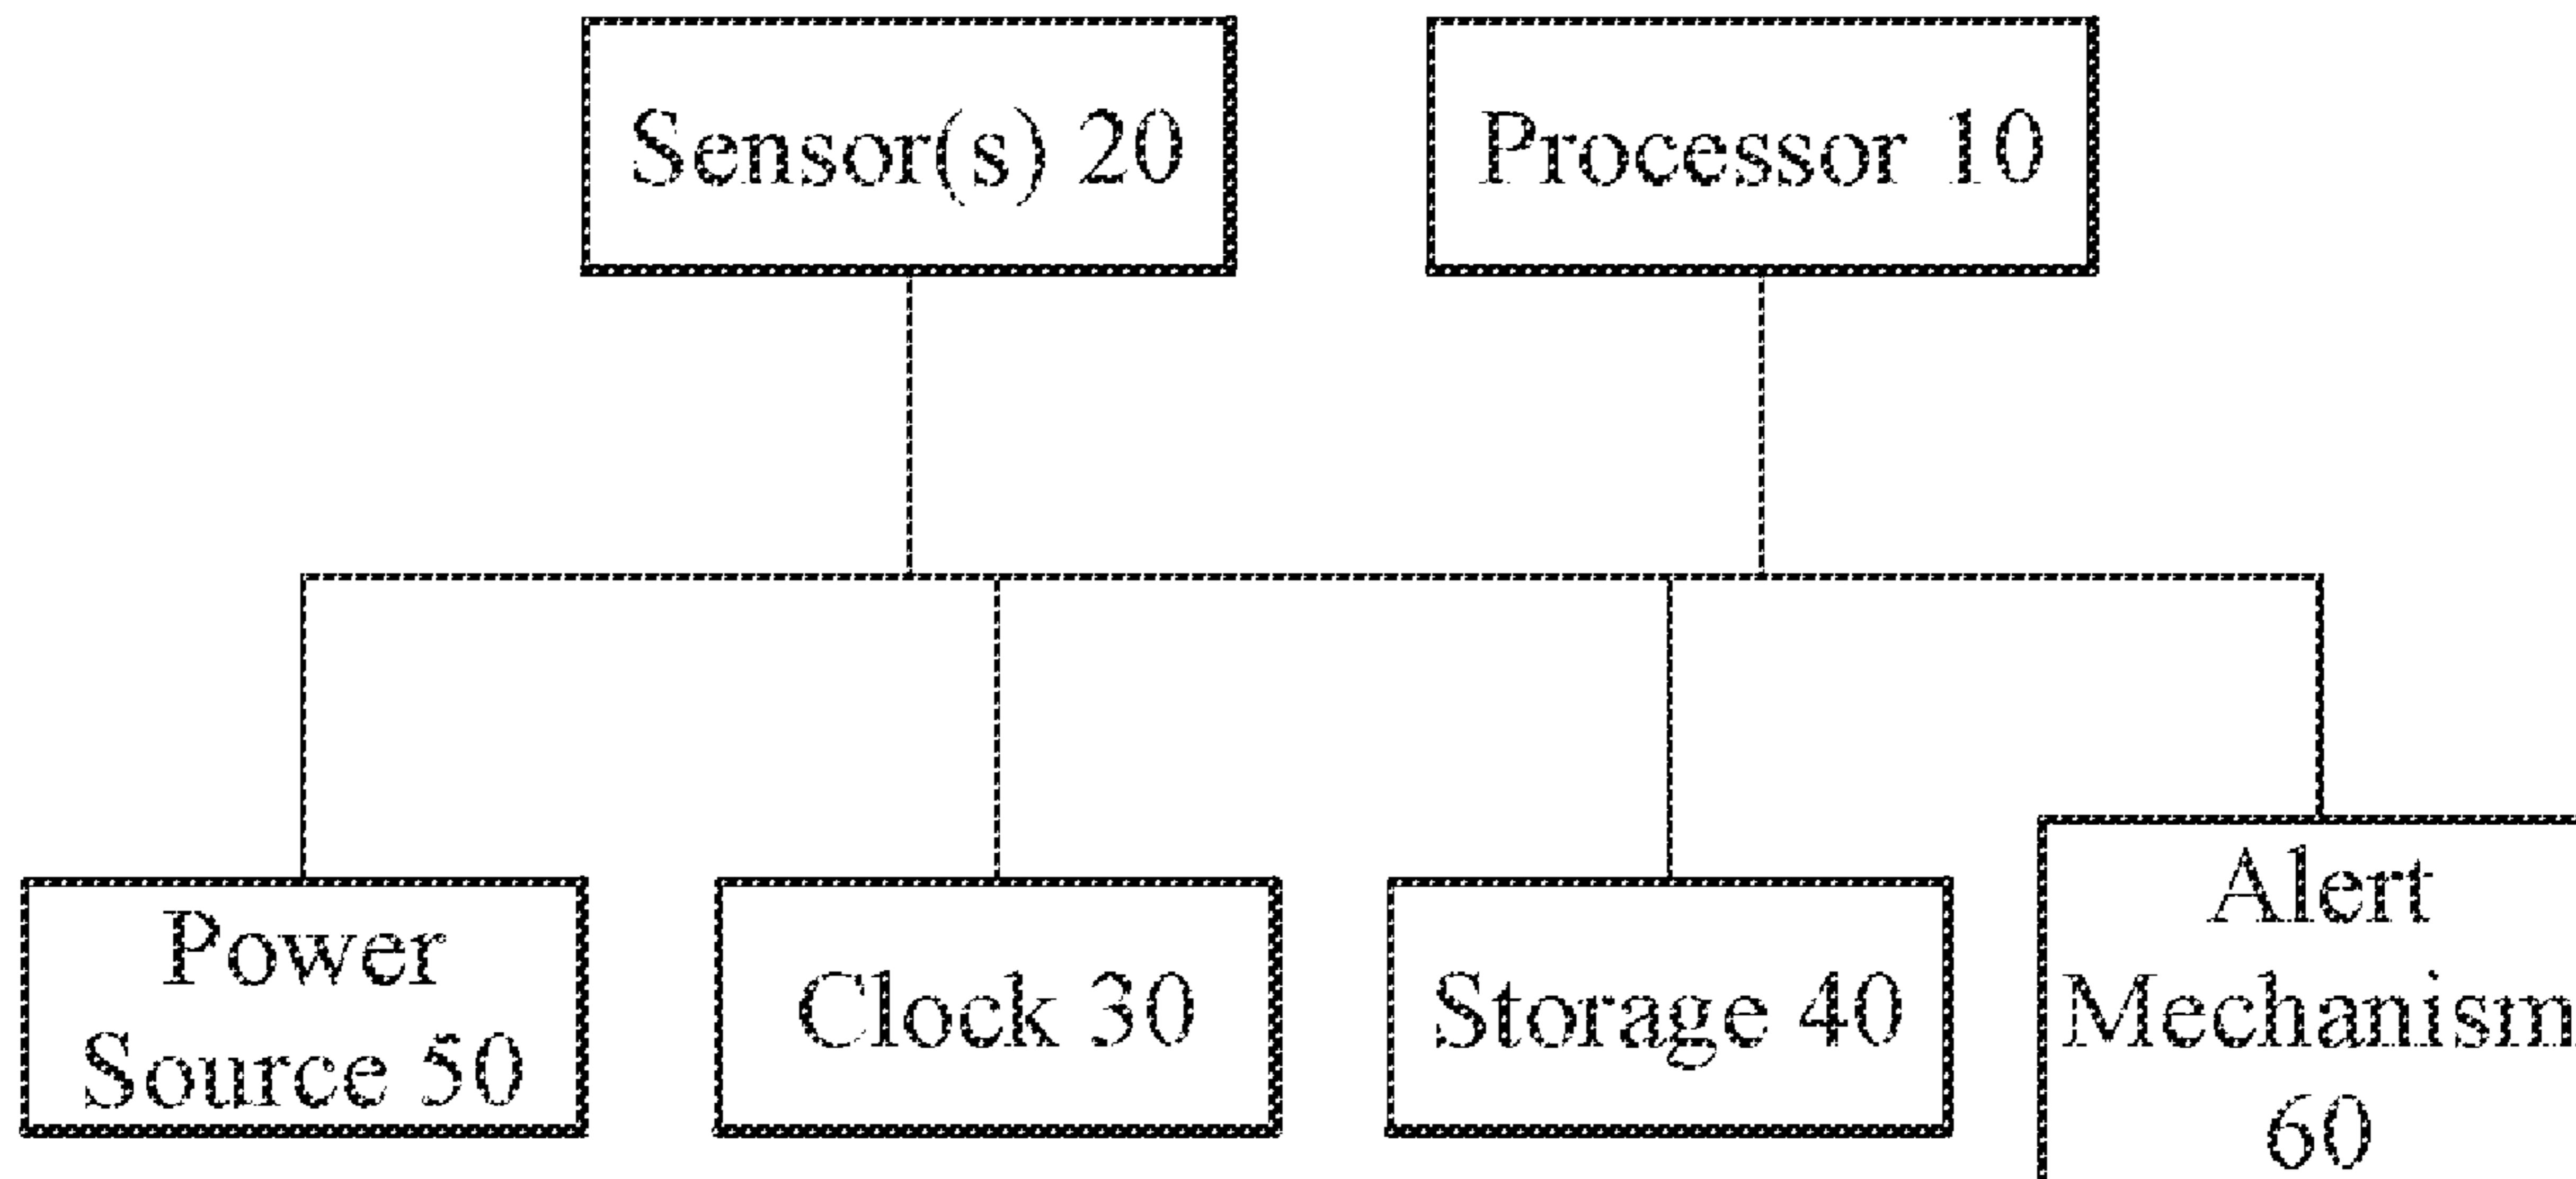 Sensor(s) 20
Processor 10
Power
Source 50
Clock 30
Storage 40
Alert
Mechanism
60